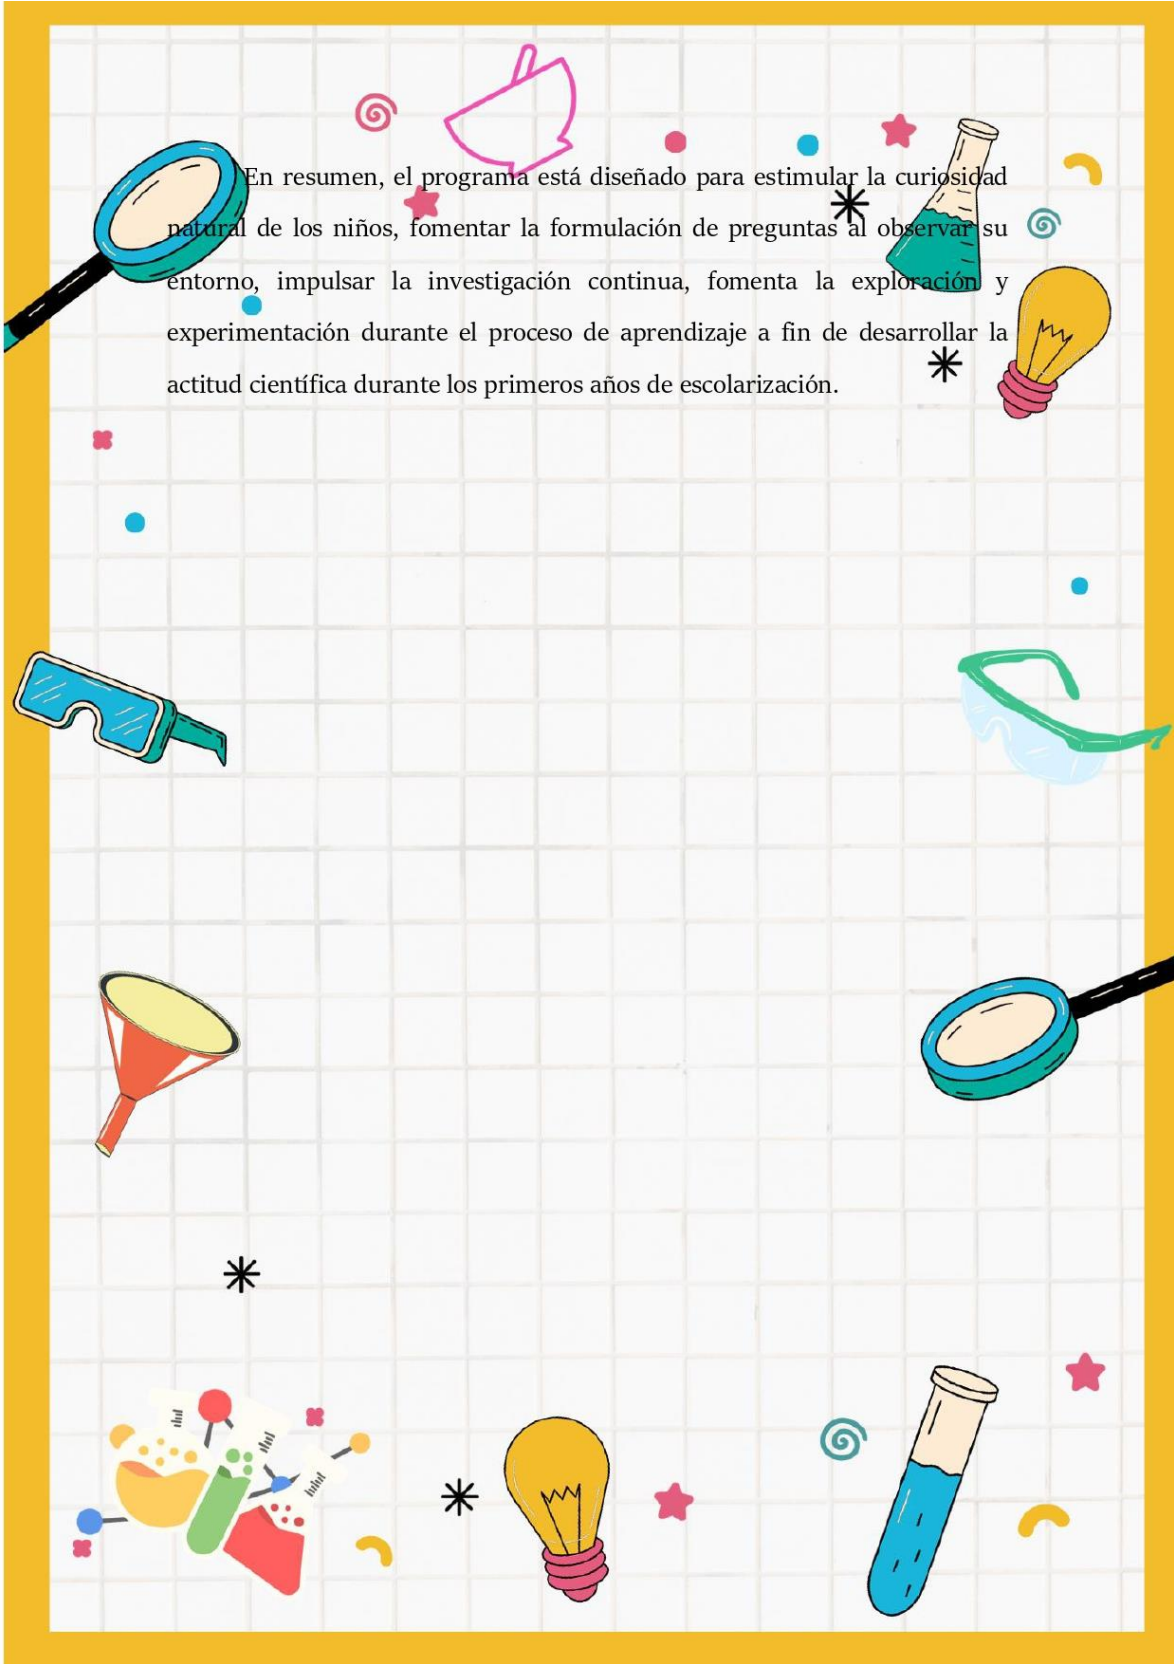 En resumen, el programa está diseñado para estimular la curiosidad
natural de los niños, fomentar la formulación de preguntas al observar su
entorno, impulsar la investigación continua, fomenta la exploración y
experimentación durante el proceso de aprendizaje a fin de desarrollar la
actitud científica durante los primeros años de escolarización.